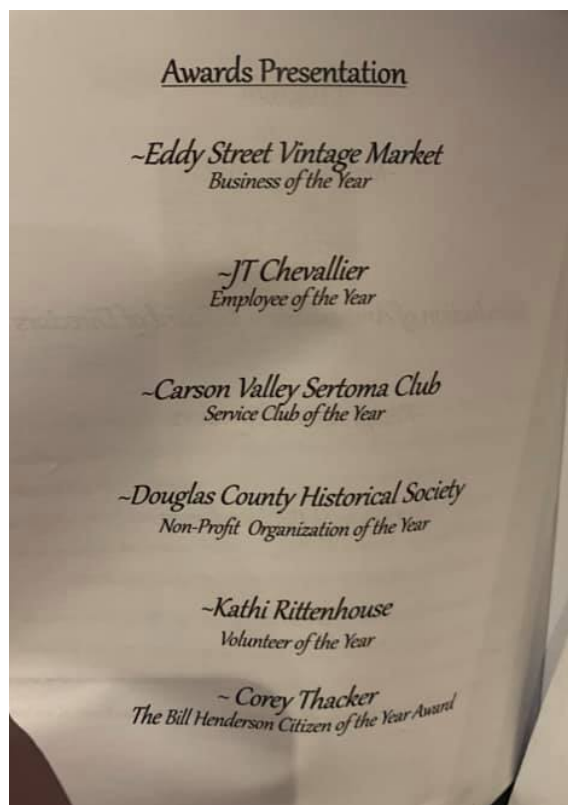 Awards Presentation
~Eddy Street Vintage Market
Business of the Year
~JT Chevallier
Employee of the Year
~Carson Valley Sertoma Club
Service Club of the Year
~Douglas County Historical Society
Non-Profit Organization of the Year
~Kathi Rittenhouse
Volunteer of the Year
~ Corey Thacker
The Bill Henderson Citizen of the Year Award